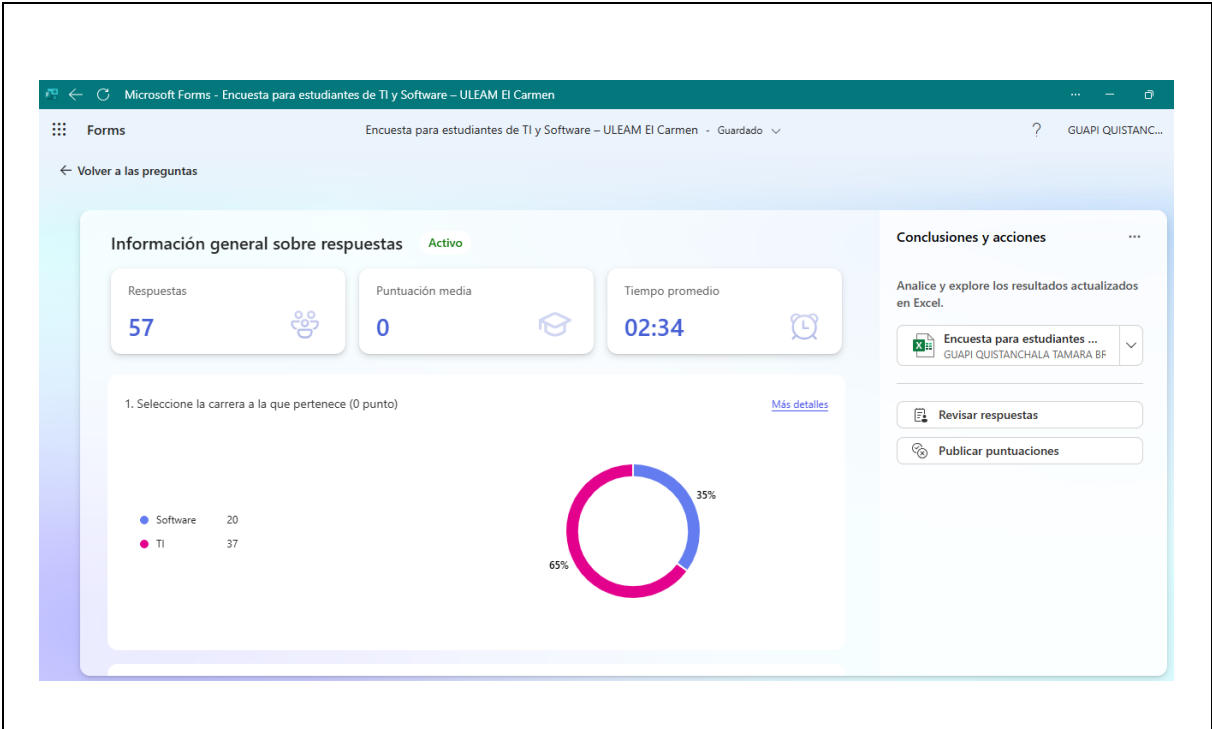 Microsoft Forms - Encuesta para estudiantes de TI y Software – ULEAM El Carmen
Forms
Encuesta para estudiantes de TI y Software – ULEAM El Carmen - Guardado
? GUAPI QUISTANC...
Volver a las preguntas
Información general sobre respuestas Activo
Respuestas
57
Puntuación media
0
Tiempo promedio
02:34
1. Seleccione la carrera a la que pertenece (0 punto)
Más detalles
Software 20
TI 37
35%
65%
Conclusiones y acciones ...
Analice y explore los resultados actualizados
en Excel.
Encuesta para estudiantes ...
GUAPI QUISTANCHALA TAMARA BF
Revisar respuestas
Publicar puntuaciones